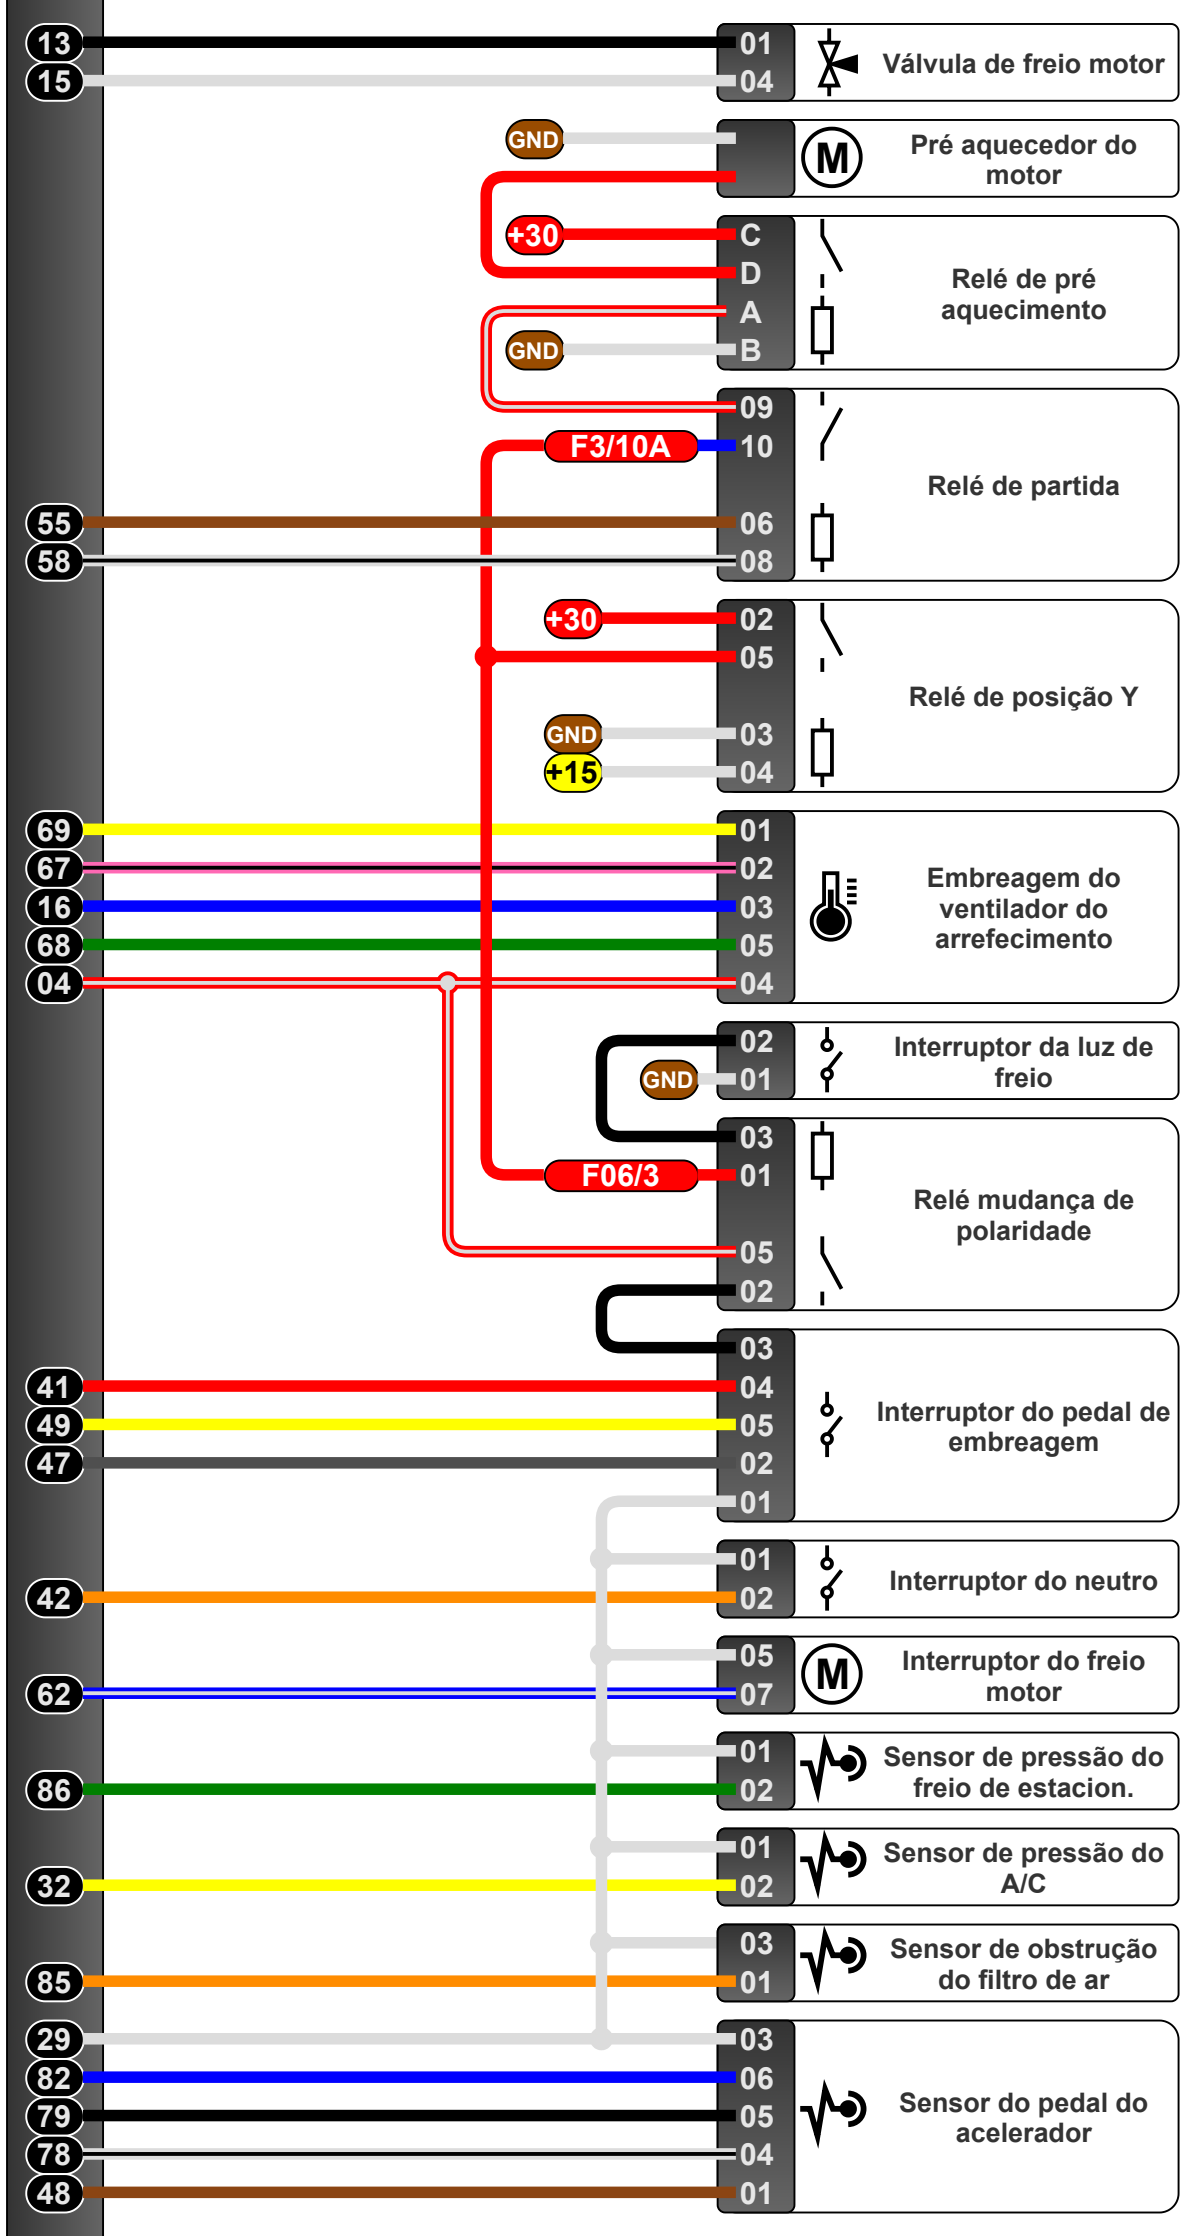 13 01 Válvula de freio motor
15 04
GND Pré aquecedor do
motor
+30 C
D Relé de pré
A aquecimento
GND B
09
F3/10A 10
Relé de partida
55 06
58 08
+30 02
05
Relé de posição Y
GND 03
+15 04
69 01
67 02 Embreagem do
16 03 ventilador do
68 05 arrefecimento
04 04
02 Interruptor da luz de
GND 01 freio
03
F06/3 01
Relé mudança de
polaridade
05
02
03
41 04
49 05 Interruptor do pedal de
47 02 embreagem
01
01 Interruptor do neutro
42 02
05 Interruptor do freio
62 07 motor
01 Sensor de pressão do
86 02 freio de estacion.
01 Sensor de pressão do
32 02 A/C
03 Sensor de obstrução
85 01 do filtro de ar
29 03
82 06
79 05 Sensor do pedal do
78 04 acelerador
48 01